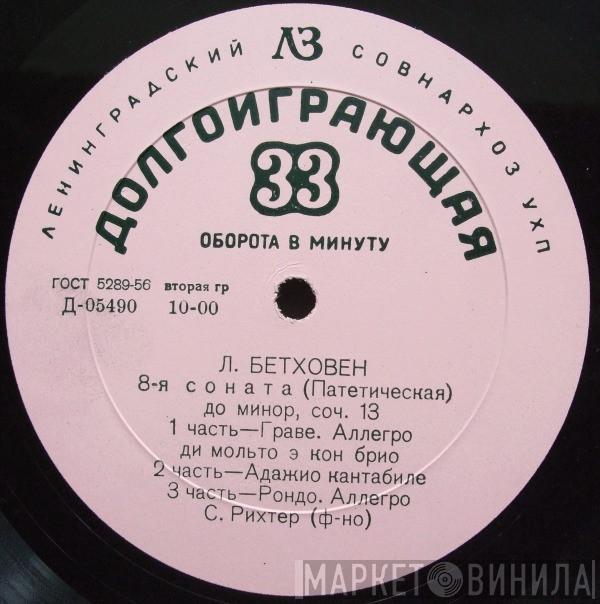 ЛЕНИНГРАДСКИЙ ЛЗ СОВНАРХОЗ УХП
ДОЛГОИГРАЮЩАЯ
33
ОБОРОТА В МИНУТУ
ГОСТ 5289-56 вторая гр
Д-05490 10-00
Л. БЕТХОВЕН
8-я соната (Патетическая)
до минор, соч. 13
1 часть—Граве. Аллегро
ди мольто э кон брио
2 часть—Адажио кантабиле
3 часть—Рондо. Аллегро
С. Рихтер (ф-но)
МАРКЕТ ВИНИЛА